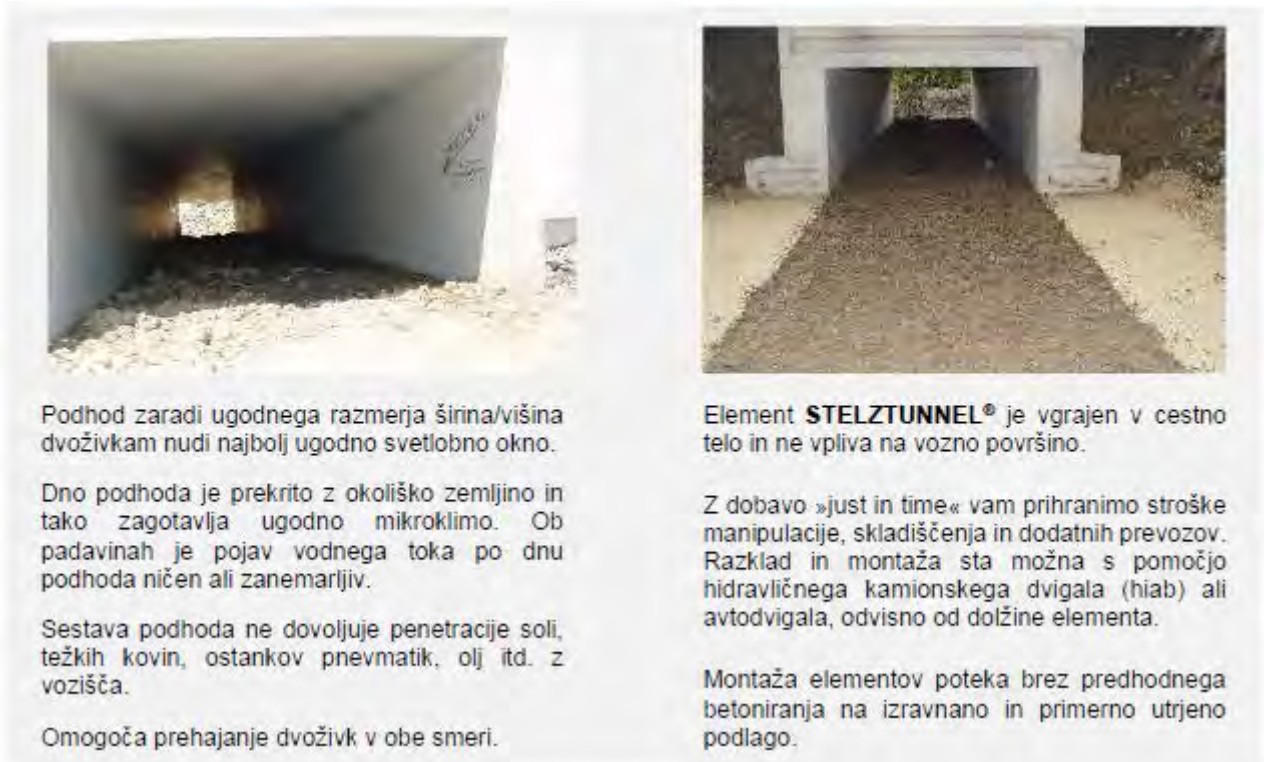 Podhod zaradi ugodnega razmerja širina/višina
dvoživkam nudi najbolj ugodno svetlobno okno.
Dno podhoda je prekrito z okoliško zemljino in
tako zagotavlja ugodno mikroklimo. Ob
padavinah je pojav vodnega toka po dnu
podhoda ničen ali zanemarljiv.
Sestava podhoda ne dovoljuje penetracije soli,
težkih kovin, ostankov pnevmatik, olj itd. z
vozišča.
Omogoča prehajanje dvoživk v obe smeri.
Element STELZTUNNEL® je vgrajen v cestno
telo in ne vpliva na vozno površino.
Z dobavo »just in time« vam prihranimo stroške
manipulacije, skladiščenja in dodatnih prevozov.
Razklad in montaža sta možna s pomočjo
hidravličnega kamionskega dvigala (hiab) ali
avtodvigala, odvisno od dolžine elementa.
Montaža elementov poteka brez predhodnega
betoniranja na izravnano in primerno utrjeno
podlago.